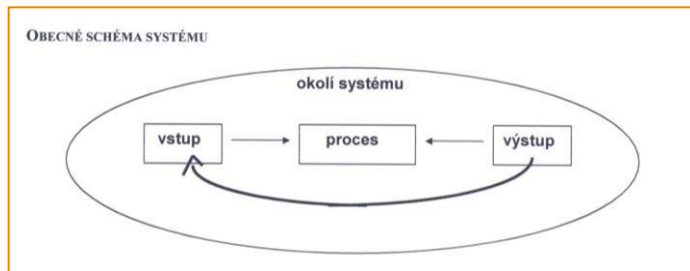 OBECNÉ SCHÉMA SYSTÉMU
okolí systému
vstup
proces
výstup